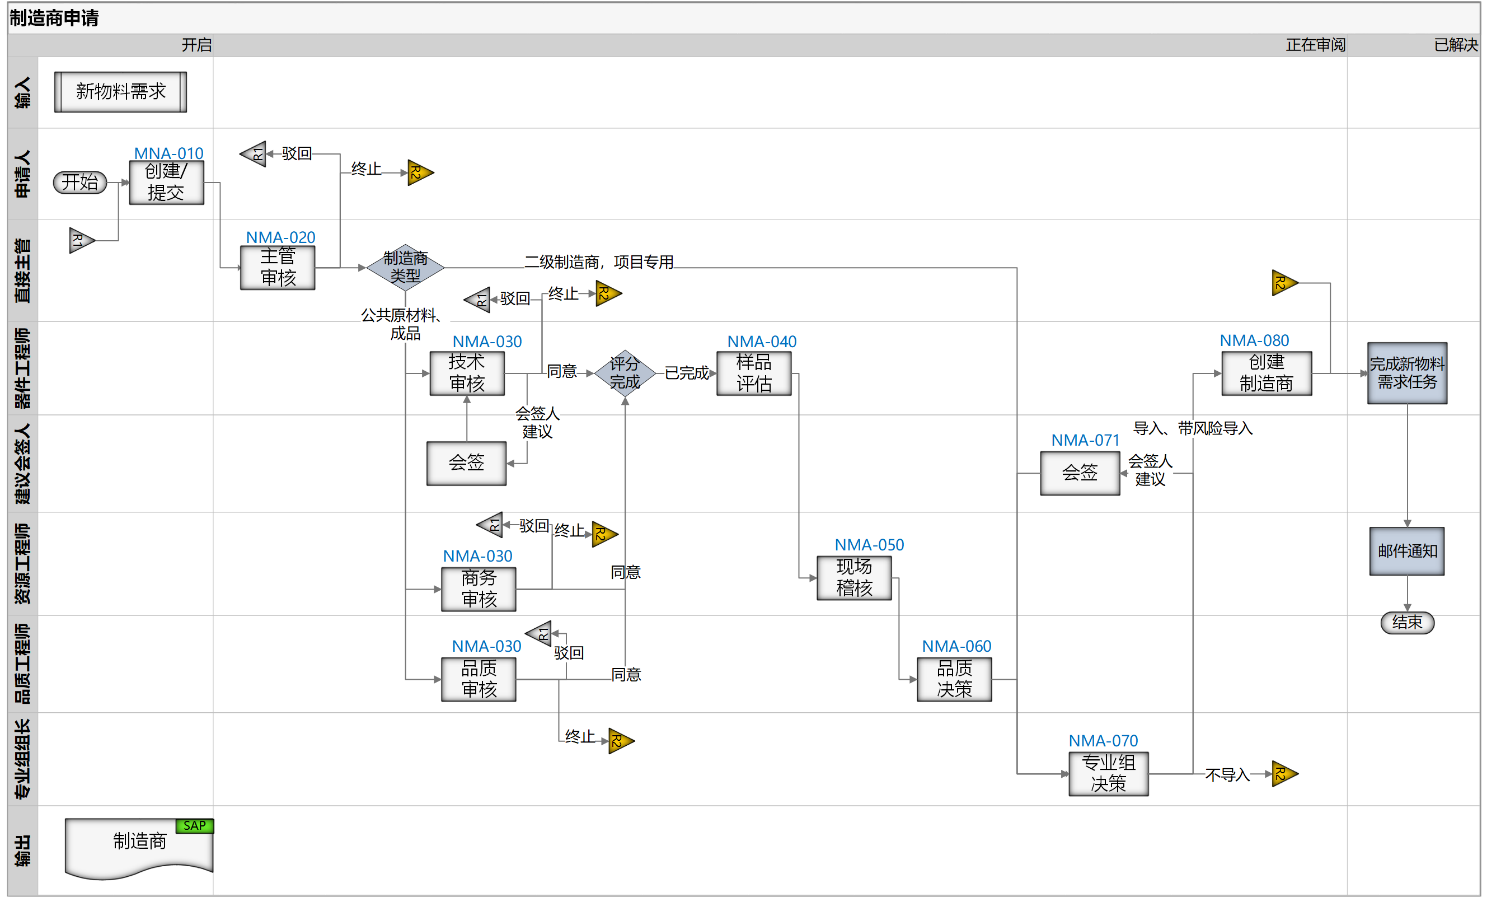 制造商申请
开启
正在审阅
已解决
输入
新物料需求
申请人
开始
MNA-010
创建/
提交
R1
驳回
终止
R2
R1
直接主管
NMA-020
主管
审核
制造商
类型
二级制造商，项目专用
公共原材料、
成品
R1
驳回
终止
R2
R2
器件工程师
NMA-030
技术
审核
同意
评分
完成
已完成
NMA-040
样品
评估
NMA-080
创建
制造商
完成新物料
需求任务
建议会签人
会签人
建议
会签
NMA-071
会签
会签人
建议
导入、带风险导入
资源工程师
R1
驳回
终止
R2
NMA-030
商务
审核
同意
NMA-050
现场
稽核
邮件通知
结束
品质工程师
NMA-030
品质
审核
R1
驳回
同意
NMA-060
品质
决策
专业组组长
终止
R2
NMA-070
专业组
决策
不导入
R2
输出
制造商
SAP